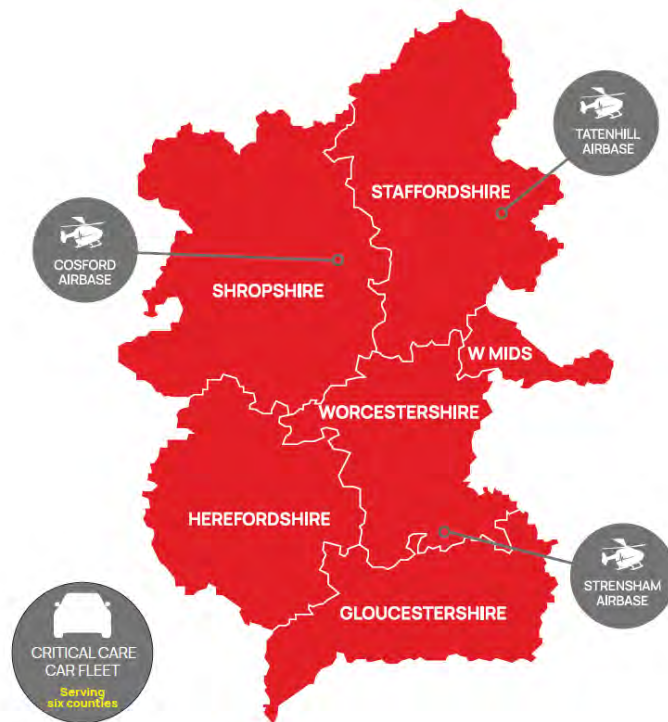 TATENHILL
AIRBASE
STAFFORDSHIRE
COSFORD
AIRBASE
SHROPSHIRE
W MIDS
WORCESTERSHIRE
HEREFORDSHIRE
STRENSHAM
AIRBASE
GLOUCESTERSHIRE
CRITICAL CARE
CAR FLEET
Serving
six counties